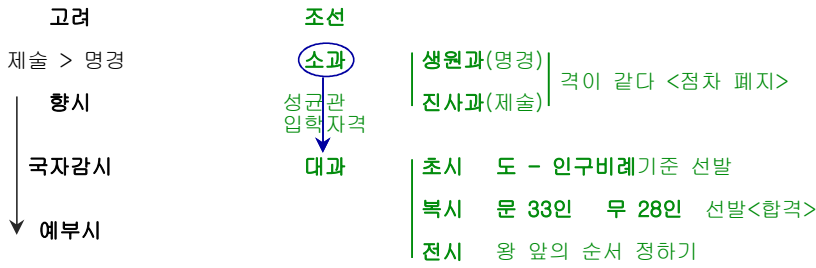 고려 조선
제술 > 명경 소과 생원과(명경)
격이 같다 <점차 폐지>
향시 성균관 진사과(제술)
입학자격
국자감시 대과 초시 도 - 인구비례기준 선발
예부시 복시 문 33인 무 28인 선발<합격>
전시 왕 앞의 순서 정하기